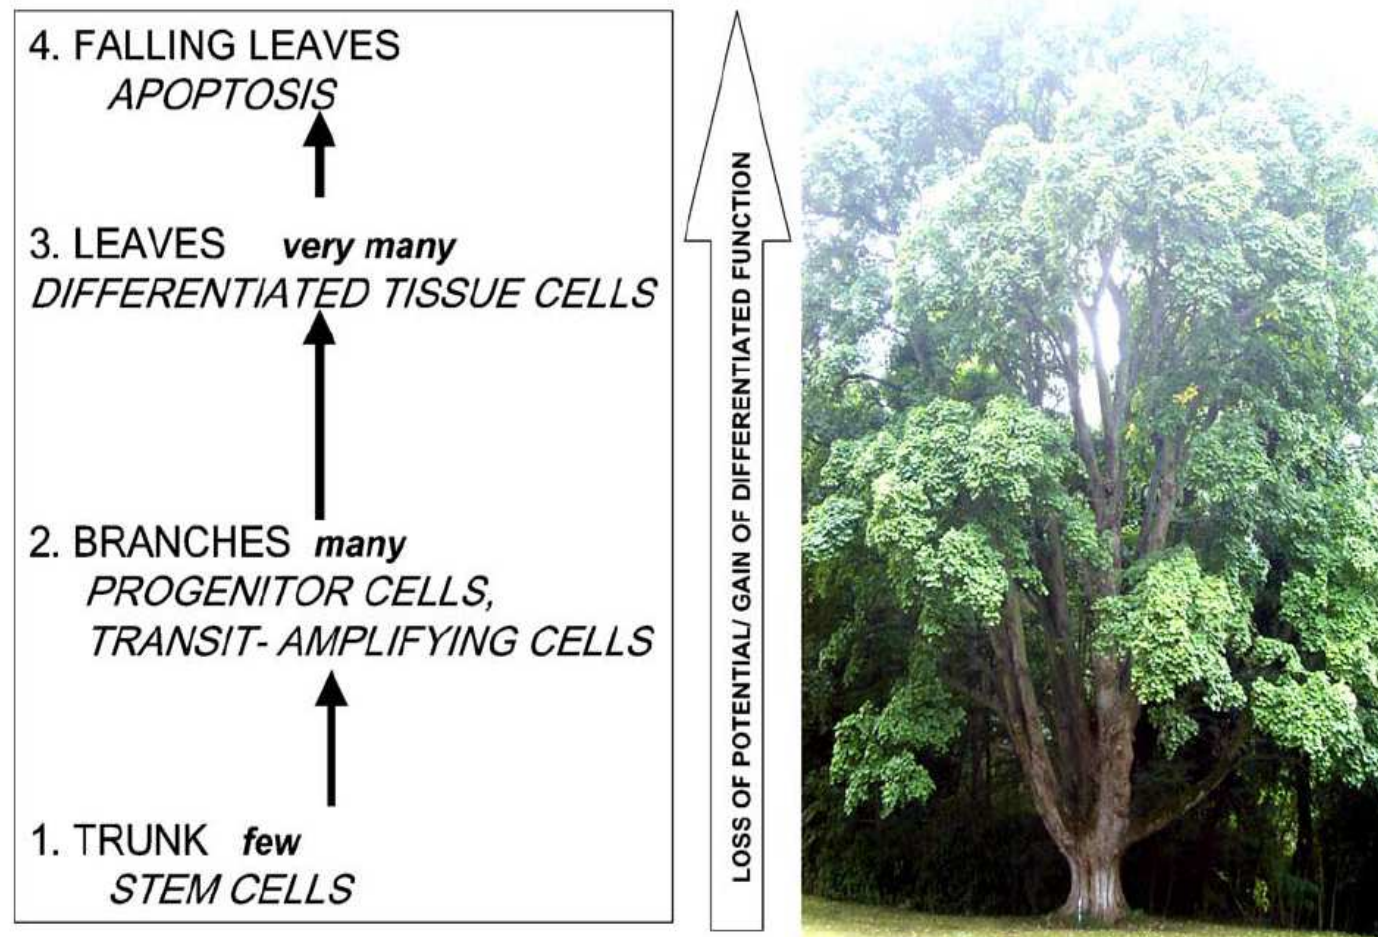 4. FALLING LEAVES
APOPTOSIS
3. LEAVES very many
DIFFERENTIATED TISSUE CELLS
2. BRANCHES many
PROGENITOR CELLS,
TRANSIT- AMPLIFYING CELLS
1. TRUNK few
STEM CELLS
LOSS OF POTENTIAL/ GAIN OF DIFFERENTIATED FUNCTION